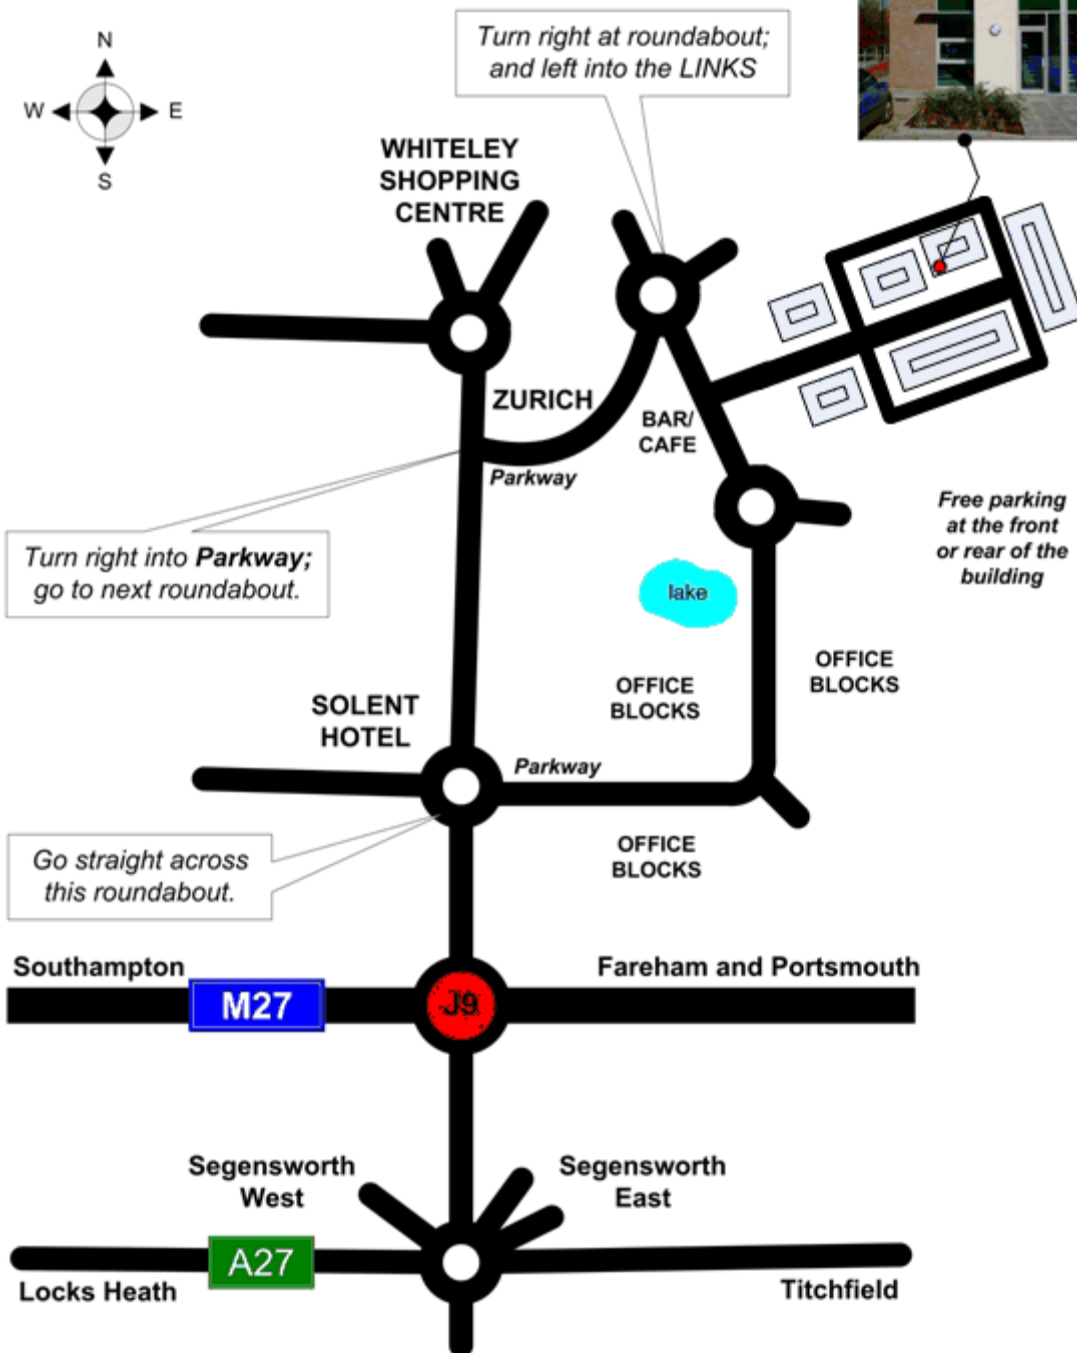 Turn right at roundabout;
and left into the LINKS
N
W
E
S
WHITELEY
SHOPPING
CENTRE
ZURICH
BAR/
CAFE
Parkway
Turn right into Parkway;
go to next roundabout.
Free parking
at the front
or rear of the
building
lake
OFFICE
BLOCKS
OFFICE
BLOCKS
SOLENT
HOTEL
Parkway
Go straight across
this roundabout.
OFFICE
BLOCKS
Southampton
Fareham and Portsmouth
M27
J9
Segensworth
West
Segensworth
East
A27
Locks Heath
Titchfield